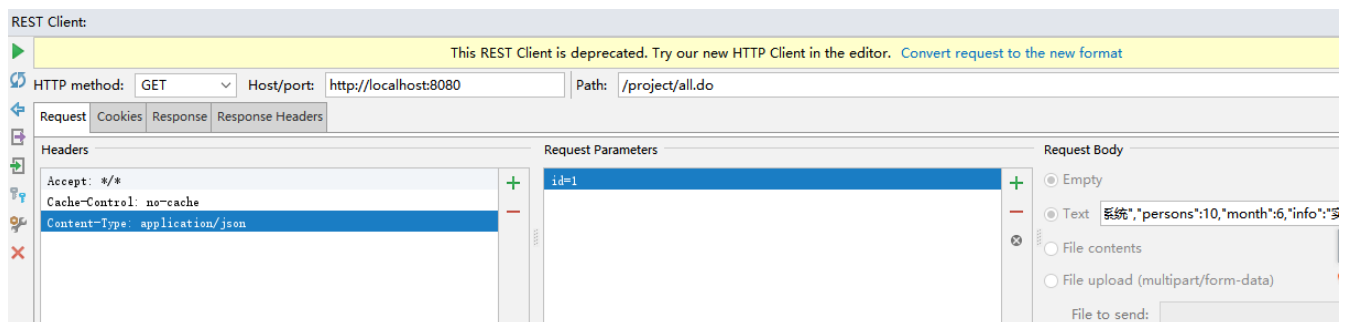 REST Client:
This REST Client is deprecated. Try our new HTTP Client in the editor. Convert request to the new format
HTTP method: GET Host/port: http://localhost:8080 Path: /project/all.do
Request Cookies Response Response Headers
Headers Request Parameters Request Body
Accept: */* id=1 Empty
Cache-Control: no-cache
Content-Type: application/json Text 系统","persons":10,"month":6,"info":"实
File contents
File upload (multipart/form-data)
File to send: